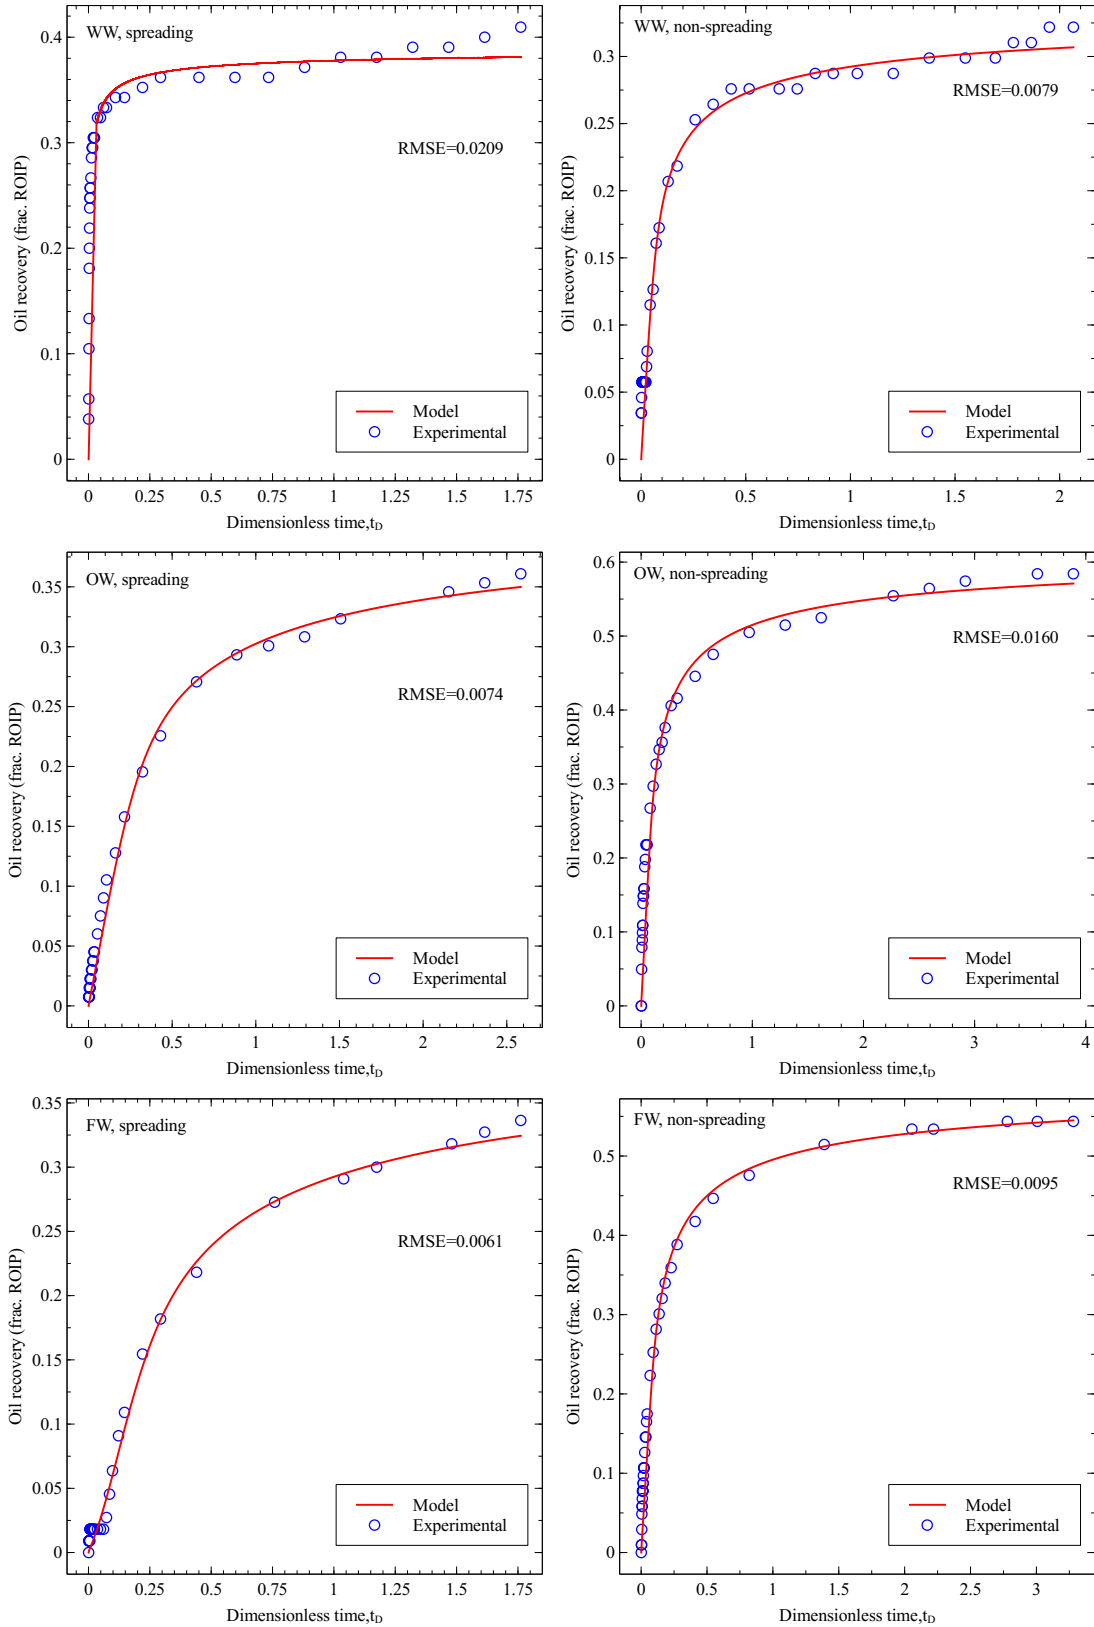 WW, spreading
RMSE=0.0209
Oil recovery (frac. ROIP)
0.4
0.3
0.2
0.1
0
Model
Experimental
0 0.25 0.5 0.75 1 1.25 1.5 1.75
Dimensionless time,tD
WW, non-spreading
RMSE=0.0079
Oil recovery (frac. ROIP)
0.3
0.25
0.2
0.15
0.1
0.05
0
Model
Experimental
0 0.5 1 1.5 2
Dimensionless time,tD
OW, spreading
RMSE=0.0074
Oil recovery (frac. ROIP)
0.35
0.3
0.25
0.2
0.15
0.1
0.05
0
Model
Experimental
0 0.5 1 1.5 2 2.5
Dimensionless time,tD
OW, non-spreading
RMSE=0.0160
Oil recovery (frac. ROIP)
0.6
0.5
0.4
0.3
0.2
0.1
0
Model
Experimental
0 1 2 3 4
Dimensionless time,tD
FW, spreading
RMSE=0.0061
Oil recovery (frac. ROIP)
0.35
0.3
0.25
0.2
0.15
0.1
0.05
0
Model
Experimental
0 0.25 0.5 0.75 1 1.25 1.5 1.75
Dimensionless time,tD
FW, non-spreading
RMSE=0.0095
Oil recovery (frac. ROIP)
0.5
0.4
0.3
0.2
0.1
0
Model
Experimental
0 0.5 1 1.5 2 2.5 3
Dimensionless time,tD